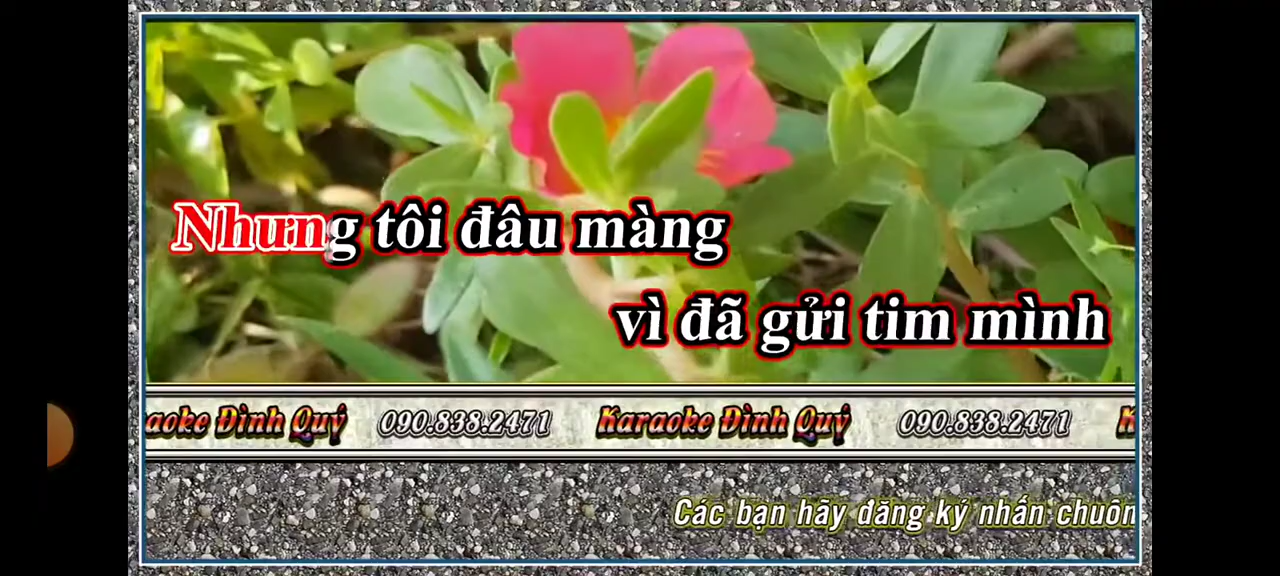 Nhưng tôi đâu màng
vì đã gửi tim mình
aoke Đình Quý 090.838.2471 Karaoke Đình Quý 090.838.2471 K
Các bạn hãy đăng ký nhấn chuôn